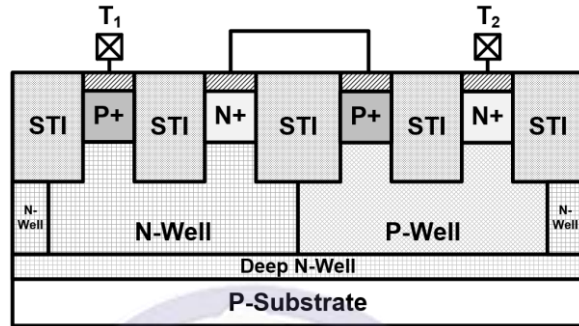 T1 T2
STI P+ STI N+ STI P+ STI N+ STI
N-Well N-Well P-Well N-Well
Deep N-Well
P-Substrate